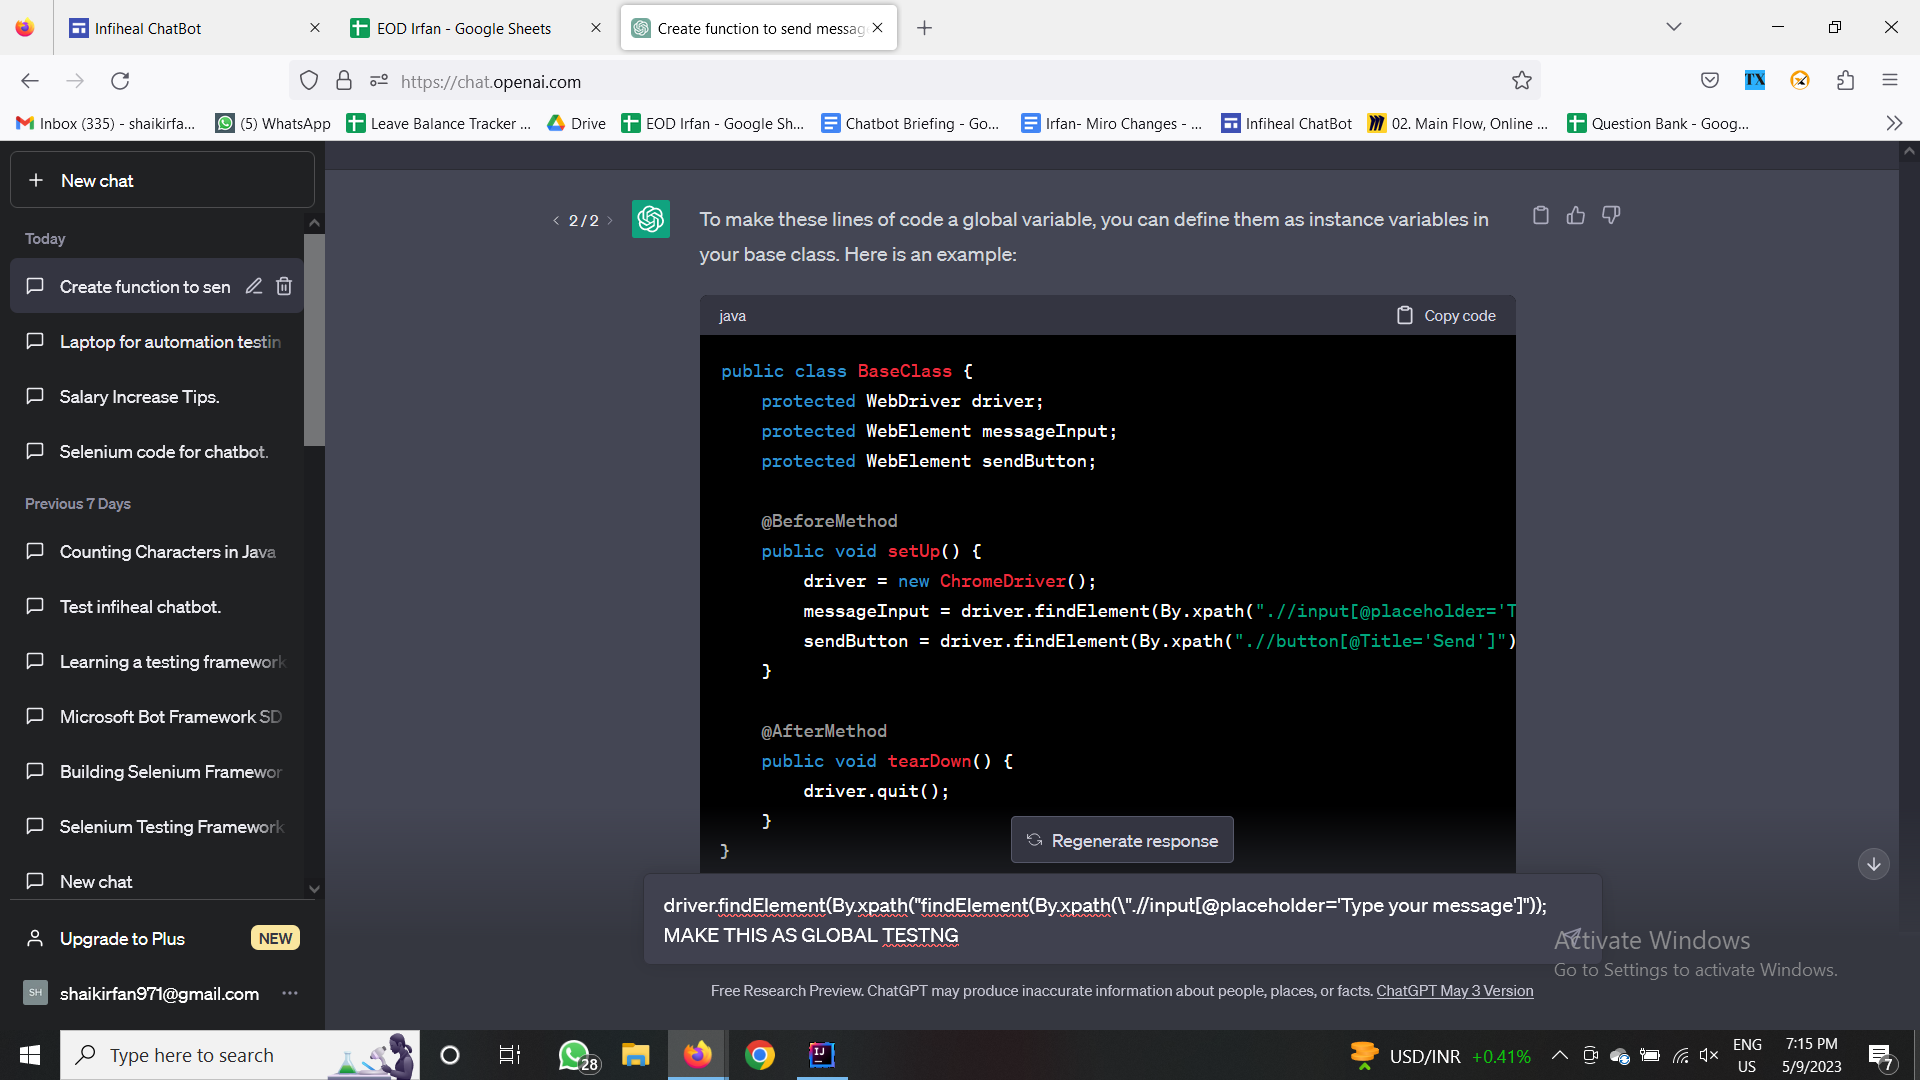 Infiheal ChatBot
EOD Irfan - Google Sheets
Create function to send messag
https://chat.openai.com
TX
Inbox (335) - shaikirfa...
(5) WhatsApp
Leave Balance Tracker ...
Drive
EOD Irfan - Google Sh...
Chatbot Briefing - Go...
Irfan- Miro Changes - ...
Infiheal ChatBot
02. Main Flow, Online ...
Question Bank - Goog...
+ New chat
Today
Create function to sen
Laptop for automation testin
Salary Increase Tips.
Selenium code for chatbot.
Previous 7 Days
Counting Characters in Java
Test infiheal chatbot.
Learning a testing framework
Microsoft Bot Framework SD
Building Selenium Framewor
Selenium Testing Framework
New chat
Upgrade to Plus
NEW
SH
shaikirfan971@gmail.com
< 2 / 2 >
To make these lines of code a global variable, you can define them as instance variables in
your base class. Here is an example:
java
Copy code
public class BaseClass {
protected WebDriver driver;
protected WebElement messageInput;
protected WebElement sendButton;
@BeforeMethod
public void setUp() {
driver = new ChromeDriver();
messageInput = driver.findElement(By.xpath(".//input[@placeholder='T
sendButton = driver.findElement(By.xpath(".//button[@Title='Send']")
}
@AfterMethod
public void tearDown() {
driver.quit();
}
}
Regenerate response
driver.findElement(By.xpath("findElement(By.xpath(\".//input[@placeholder='Type your message']"));
MAKE THIS AS GLOBAL TESTNG
Activate Windows
Go to Settings to activate Windows.
Free Research Preview. ChatGPT may produce inaccurate information about people, places, or facts. ChatGPT May 3 Version
Type here to search
28
IJ
USD/INR +0.41%
ENG
US
7:15 PM
5/9/2023
7